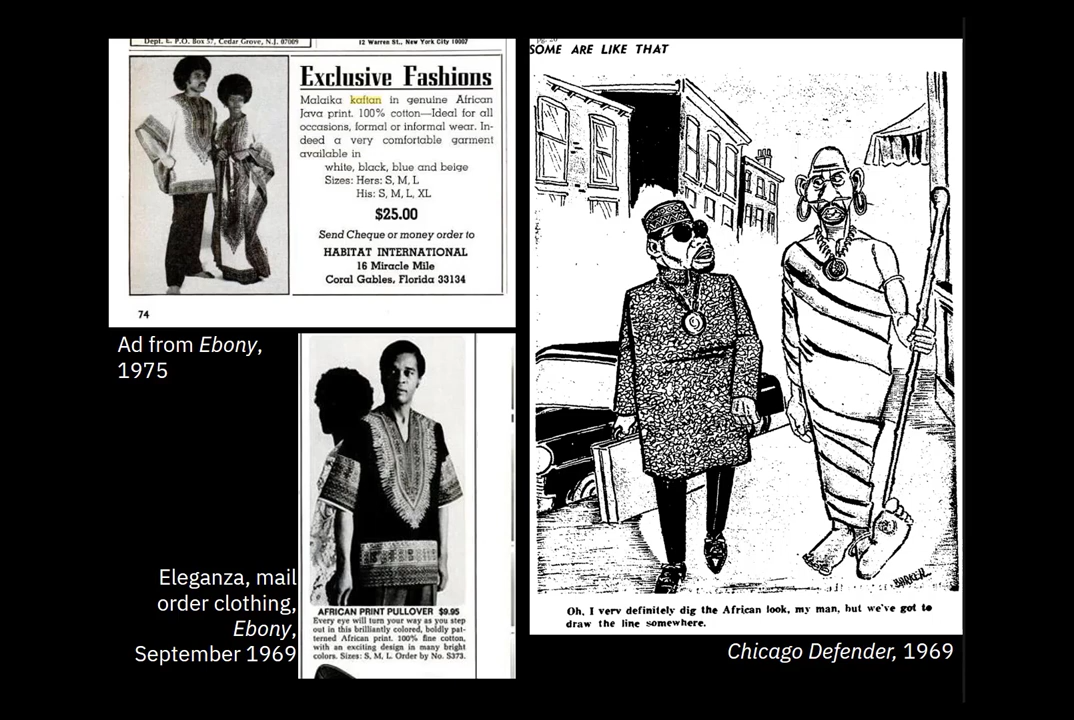 Dept. E. P.O. Box 57, Cedar Grove, N.J. 07009
12 Warren St., New York City 10007
Exclusive Fashions
Malaika kaftan in genuine African
Java print. 100% cotton—Ideal for all
occasions, formal or informal wear. In-
deed a very comfortable garment
available in
white, black, blue and beige
Sizes: Hers: S, M, L
His: S, M, L, XL
$25.00
Send Cheque or money order to
HABITAT INTERNATIONAL
16 Miracle Mile
Coral Gables, Florida 33134
74
Ad from Ebony,
1975
Eleganza, mail
order clothing,
Ebony,
September 1969
AFRICAN PRINT PULLOVER $9.95
Every eye will turn your way as you step
out in this brilliantly colored, boldly pat-
terned African print. 100% fine cotton,
with an exciting design in many bright
colors. Sizes: S, M, L. Order by No. S373.
SOME ARE LIKE THAT
BARKER
Oh, I very definitely dig the African look, my man, but we've got to
draw the line somewhere.
Chicago Defender, 1969